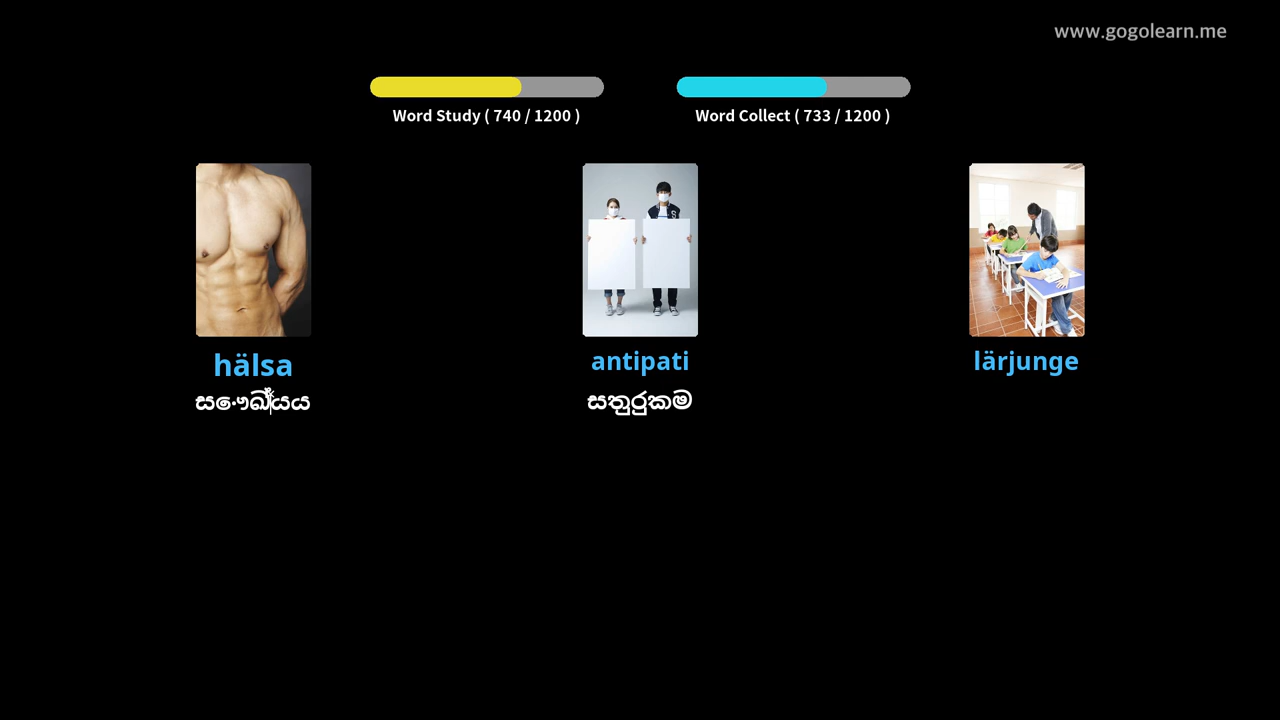 www.gogolearn.me
Word Study ( 740 / 1200 )
Word Collect ( 733 / 1200 )
hälsa
antipati
lärjunge
සෞඛ්‍යය
සතුරුකම